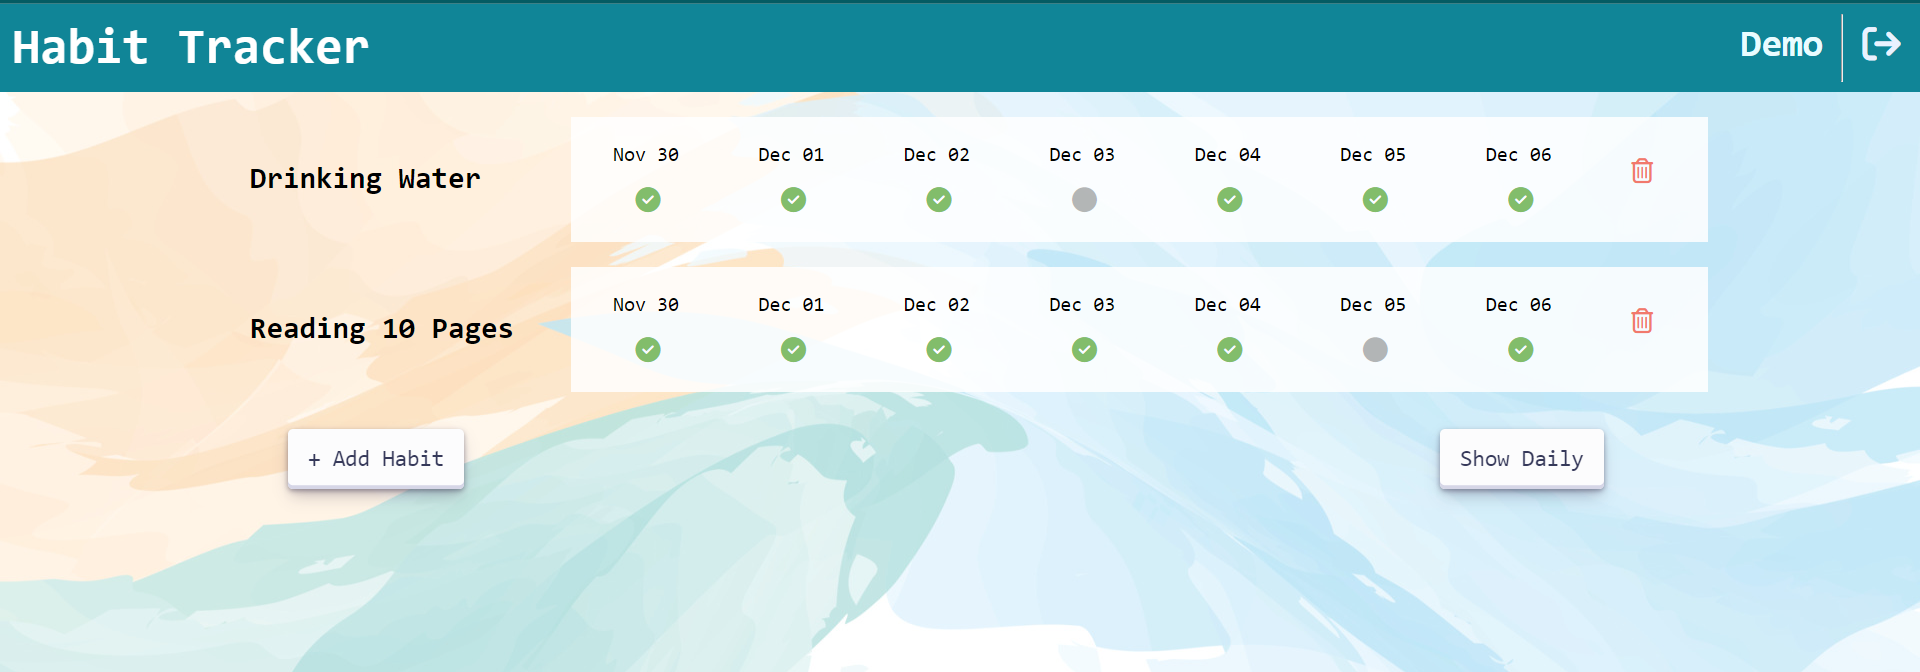 Habit Tracker
Demo
Nov 30 Dec 01 Dec 02 Dec 03 Dec 04 Dec 05 Dec 06
Drinking Water
Nov 30 Dec 01 Dec 02 Dec 03 Dec 04 Dec 05 Dec 06
Reading 10 Pages
+ Add Habit
Show Daily